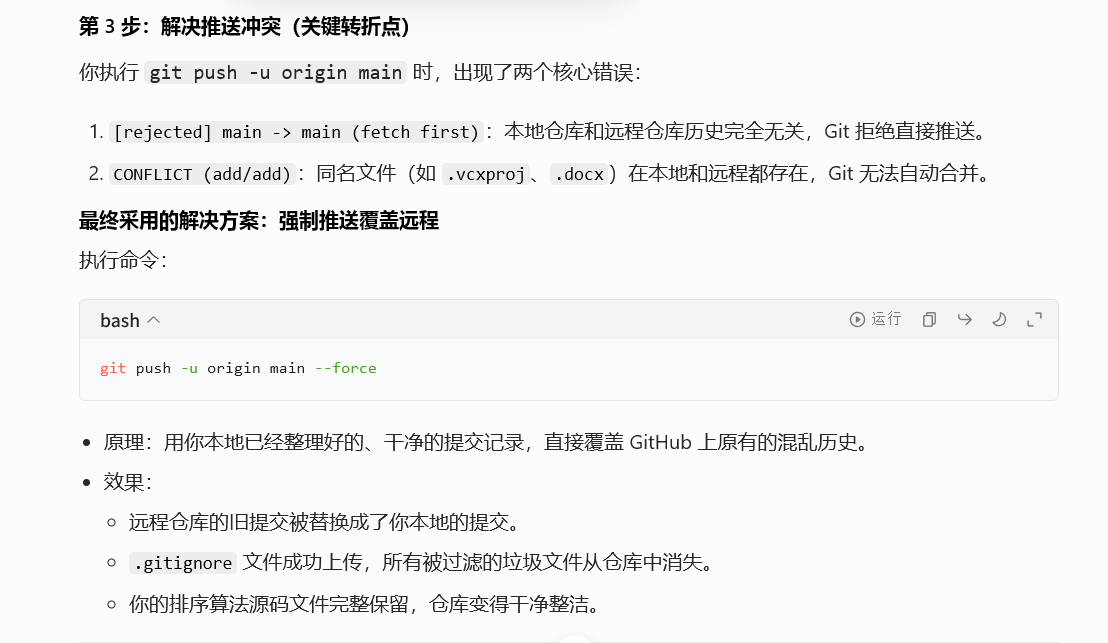 第 3 步：解决推送冲突（关键转折点）
你执行 git push -u origin main 时，出现了两个核心错误：
1. [rejected] main -> main (fetch first)：本地仓库和远程仓库历史完全无关，Git 拒绝直接推送。
2. CONFLICT (add/add)：同名文件（如 .vcxproj、.docx）在本地和远程都存在，Git 无法自动合并。
最终采用的解决方案：强制推送覆盖远程
执行命令：
bash 运行
git push -u origin main --force
• 原理：用你本地已经整理好的、干净的提交记录，直接覆盖 GitHub 上原有的混乱历史。
• 效果：
◦ 远程仓库的旧提交被替换成了你本地的提交。
◦ .gitignore 文件成功上传，所有被过滤的垃圾文件从仓库中消失。
◦ 你的排序算法源码文件完整保留，仓库变得干净整洁。